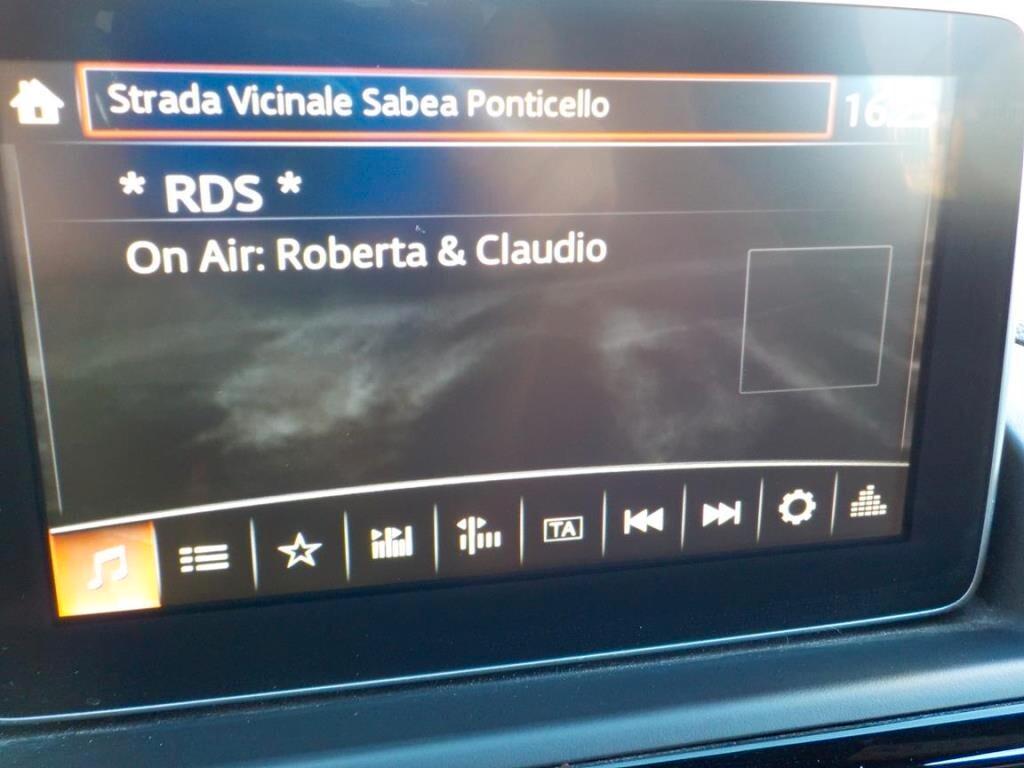 Strada Vicinale Sabea Ponticello
* RDS *
On Air: Roberta & Claudio
TA